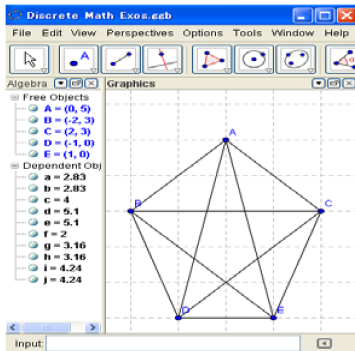 Discrete Math Exos.ggb
File Edit View Perspectives Options Tools Window Help
Algebra
Graphics
Free Objects
A = (0, 5)
B = (-2, 3)
C = (2, 3)
D = (-1, 0)
E = (1, 0)
Dependent Obj
a = 2.83
b = 2.83
c = 4
d = 5.1
e = 5.1
f = 2
g = 3.16
h = 3.16
i = 4.24
j = 4.24
A
B
C
D
E
Input: